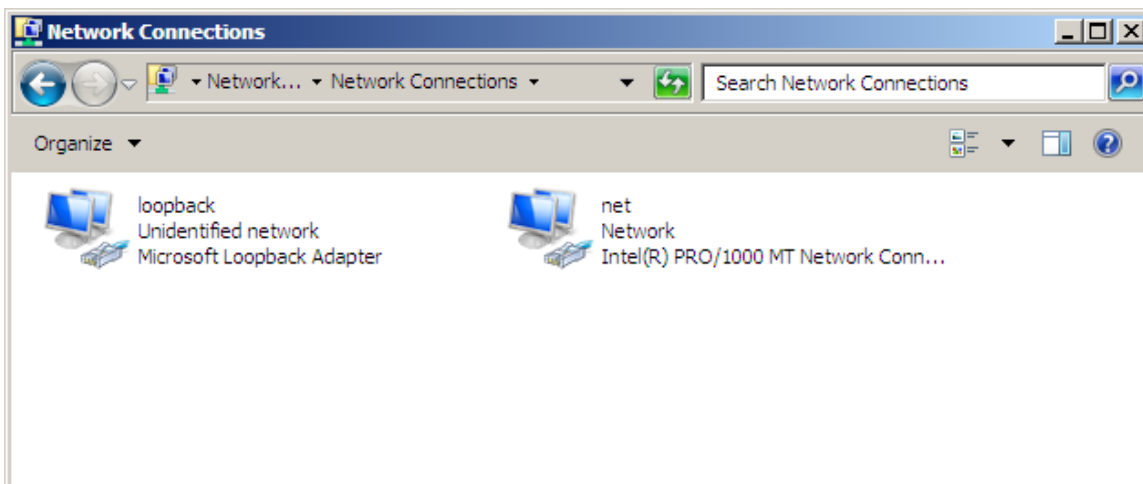 Network Connections
Network... Network Connections
Search Network Connections
Organize
loopback
Unidentified network
Microsoft Loopback Adapter
net
Network
Intel(R) PRO/1000 MT Network Conn...